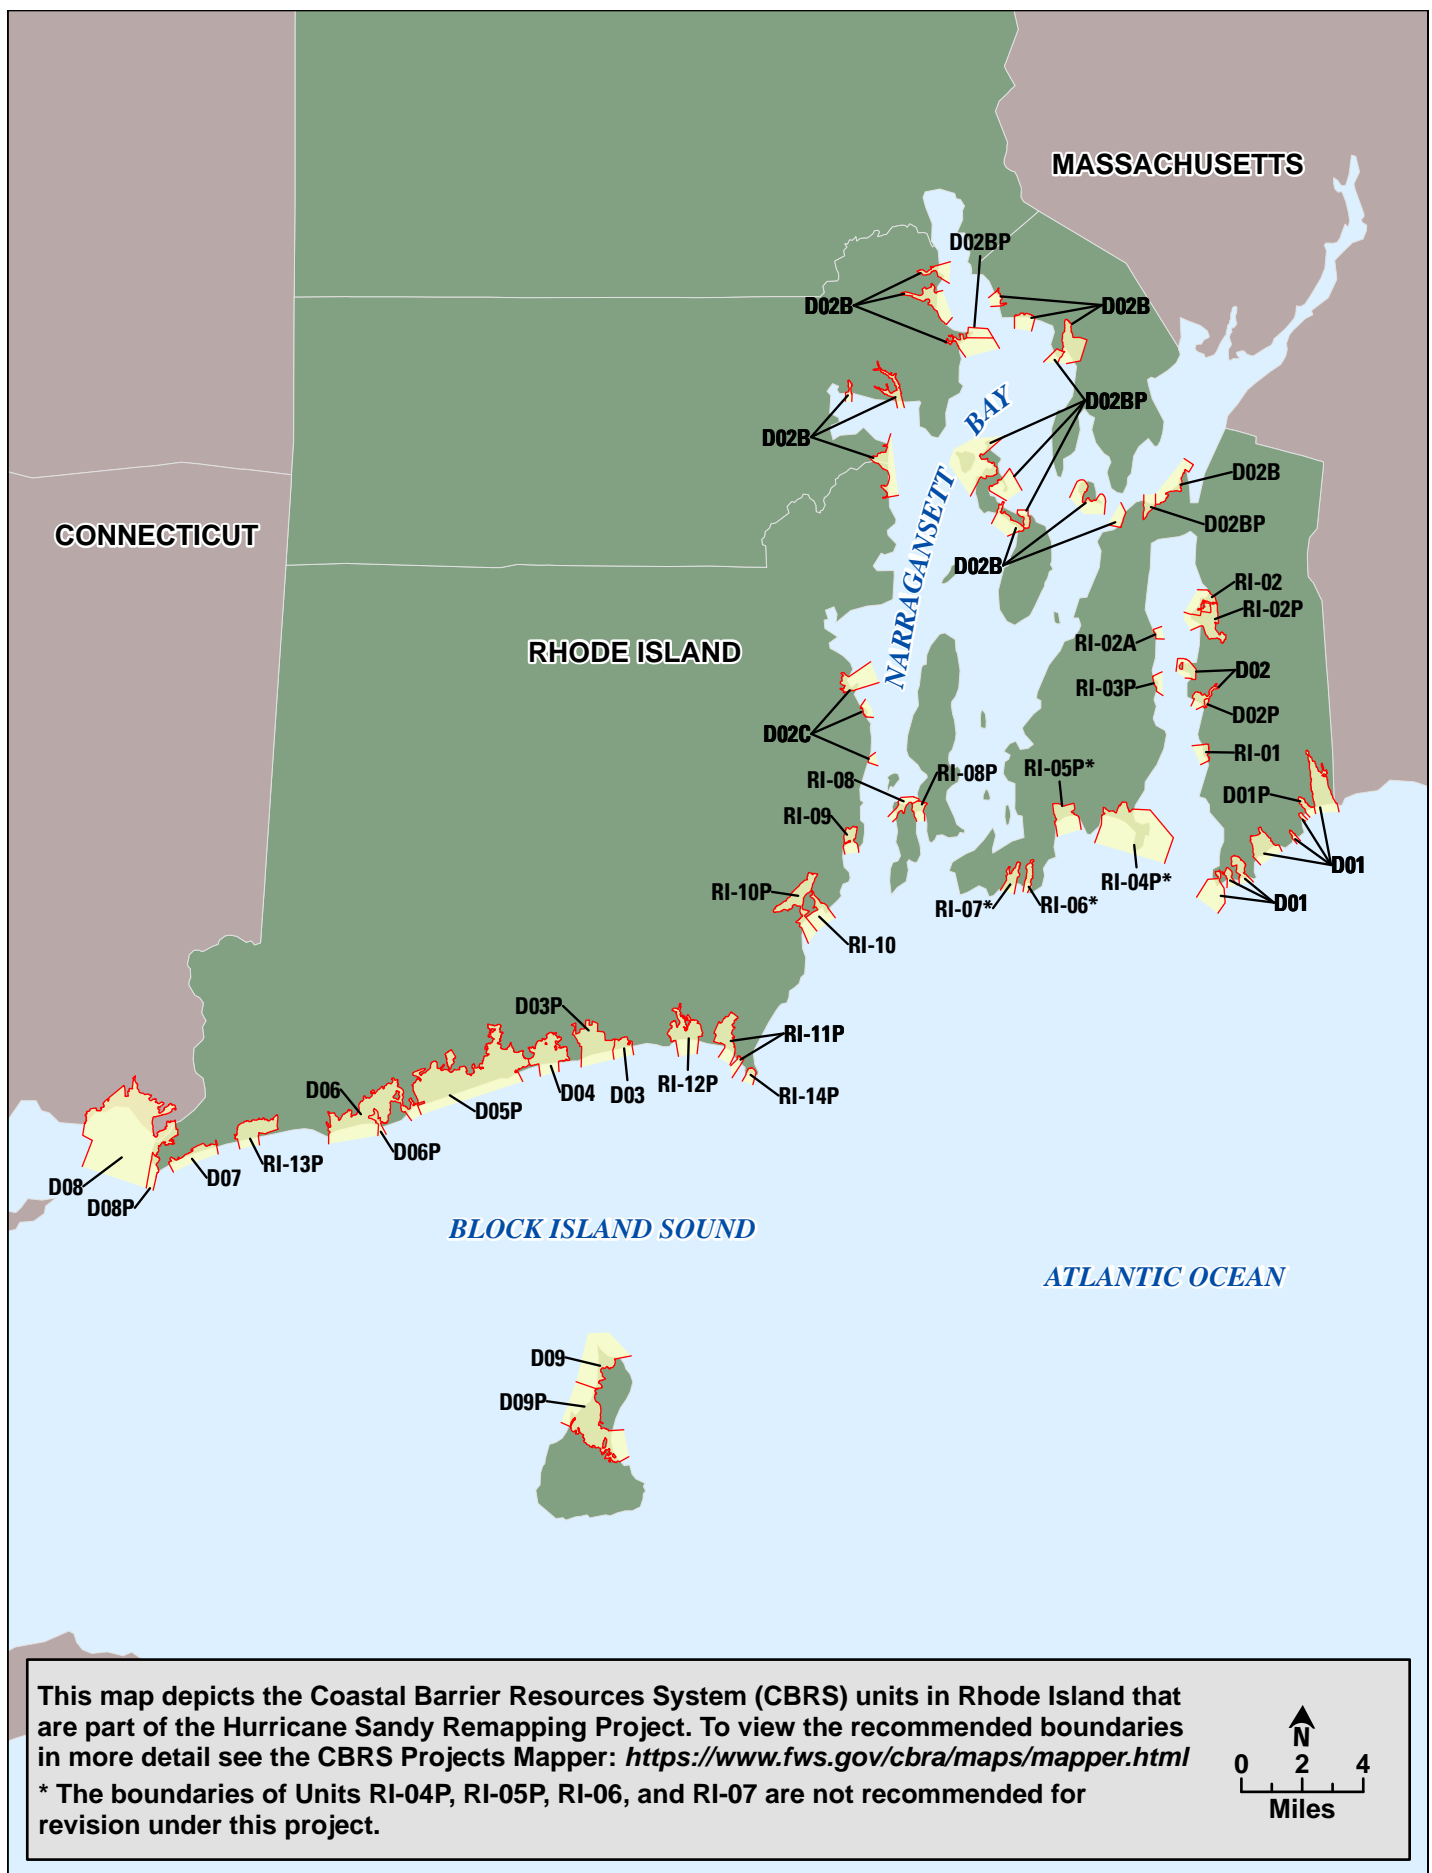 MASSACHUSETTS
D02BP
D02B
D02B
D02BP
BAY
D02B
D02B
D02BP
CONNECTICUT
D02B
NARRAGANSETT
RI-02
RI-02P
RI-02A
RHODE ISLAND
D02
RI-03P
D02P
D02C
RI-01
RI-05P*
RI-08P
RI-08
D01P
RI-09
D01
RI-04P*
RI-10P
D01
RI-07*
RI-06*
RI-10
D03P
RI-11P
RI-12P
D06
D04
D03
RI-14P
D05P
D06P
RI-13P
D07
D08
D08P
BLOCK ISLAND SOUND
ATLANTIC OCEAN
D09
D09P
This map depicts the Coastal Barrier Resources System (CBRS) units in Rhode Island that
are part of the Hurricane Sandy Remapping Project. To view the recommended boundaries
in more detail see the CBRS Projects Mapper: https://www.fws.gov/cbra/maps/mapper.html
* The boundaries of Units RI-04P, RI-05P, RI-06, and RI-07 are not recommended for
revision under this project.
N
0 2 4
Miles